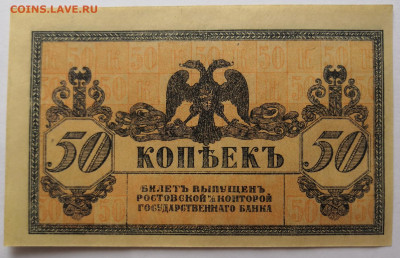 COINS.LAVE.RU
50 КОПѢЕКЪ 50
БИЛЕТЪ ВЫПУЩЕНЪ
РОСТОВСКОЙ Н/Д КОНТОРОЙ
ГОСУДАРСТВЕННАГО БАНКА